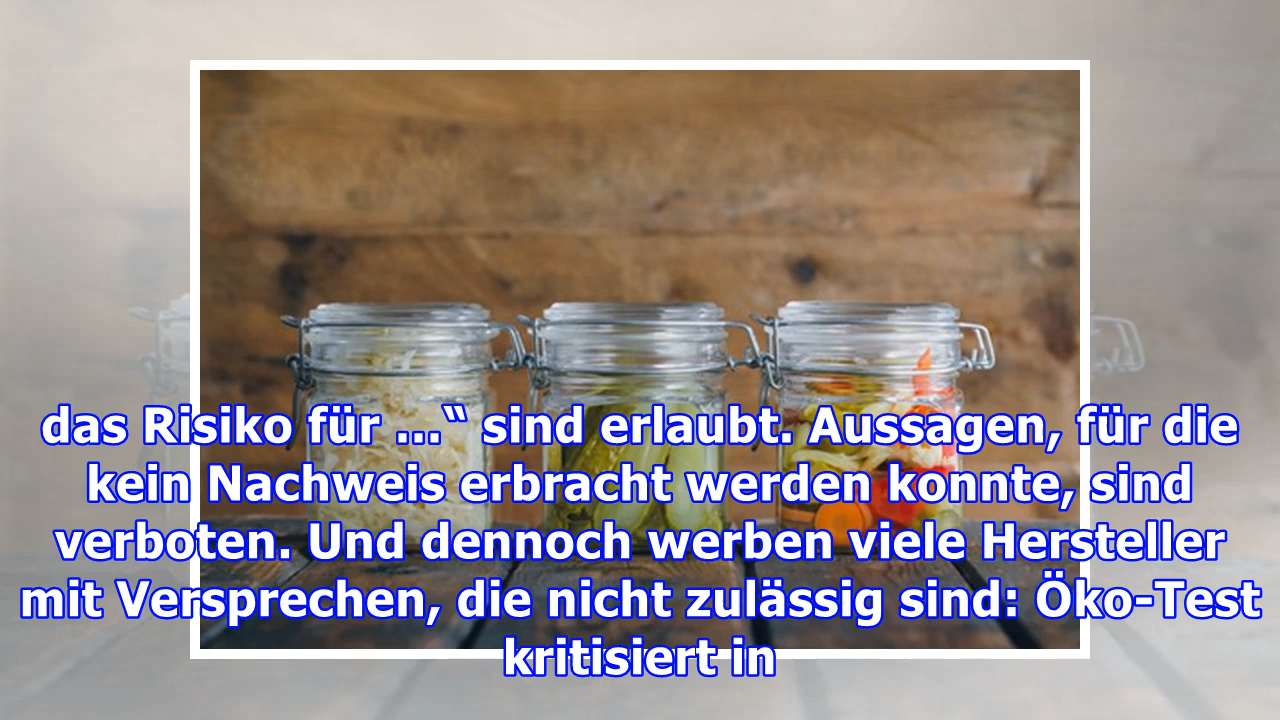 das Risiko für ...“ sind erlaubt. Aussagen, für die
kein Nachweis erbracht werden konnte, sind
verboten. Und dennoch werben viele Hersteller
mit Versprechen, die nicht zulässig sind: Öko-Test
kritisiert in